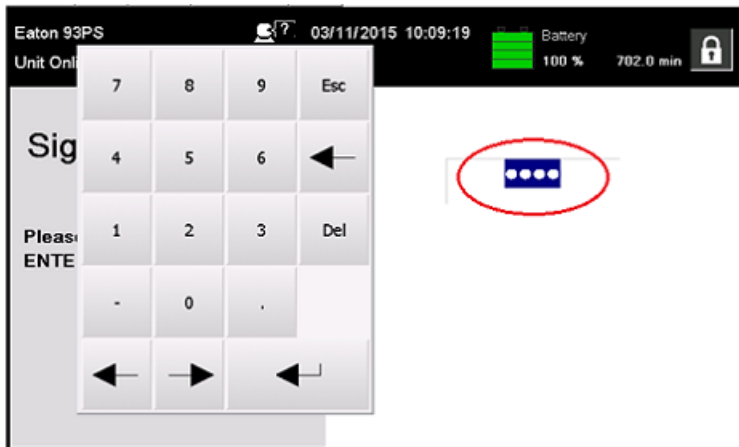 Eaton 93PS ? 03/11/2015 10:09:19 Battery
Unit Onli 100 % 702.0 min
7 8 9 Esc
Sig
4 5 6
Pleas
1 2 3 Del
ENTE
- 0 .